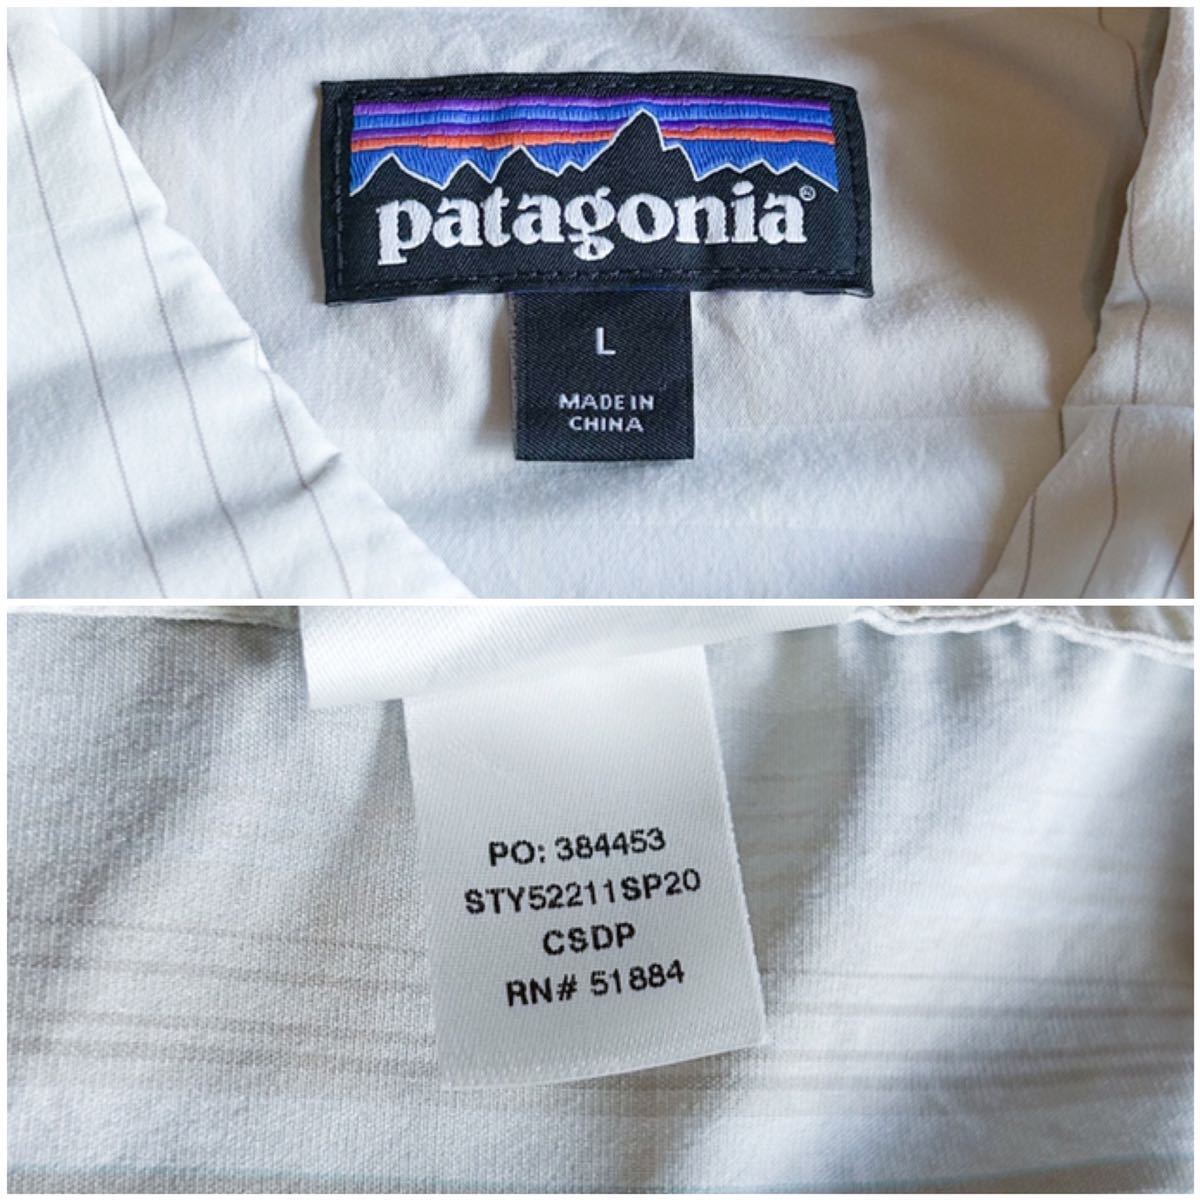 patagonia®
L
MADE IN
CHINA
PO: 384453
STY52211SP20
CSDP
RN# 51884